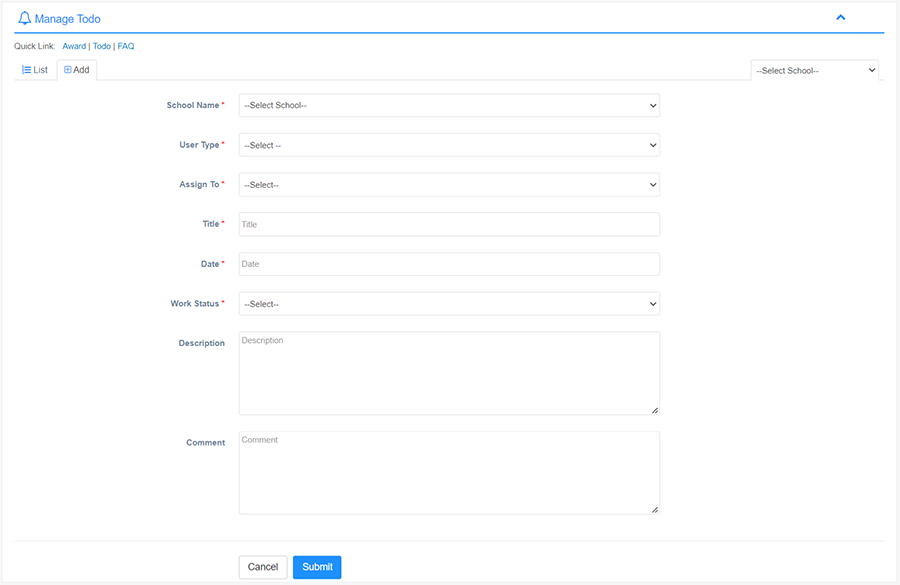 Manage Todo
Quick Link: Award | Todo | FAQ
List Add --Select School--
School Name * --Select School--
User Type * --Select --
Assign To * --Select--
Title * Title
Date * Date
Work Status * --Select--
Description Description
Comment Comment
Cancel Submit